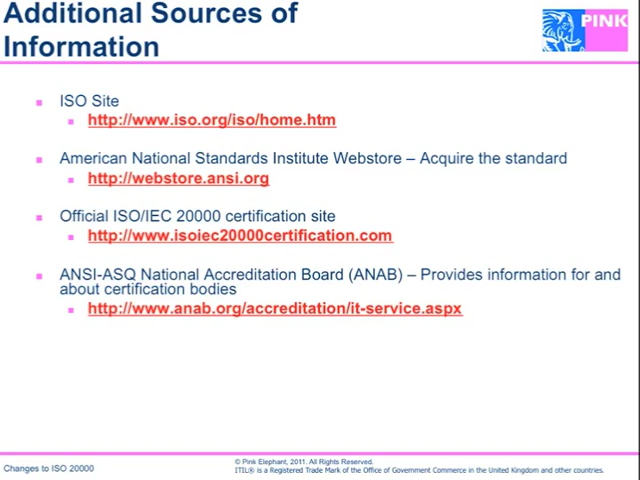 Additional Sources of
Information
PINK
ISO Site
http://www.iso.org/iso/home.htm
American National Standards Institute Webstore – Acquire the standard
http://webstore.ansi.org
Official ISO/IEC 20000 certification site
http://www.isoiec20000certification.com
ANSI-ASQ National Accreditation Board (ANAB) – Provides information for and
about certification bodies
http://www.anab.org/accreditation/it-service.aspx
Changes to ISO 20000
© Pink Elephant, 2011. All Rights Reserved.
ITIL® is a Registered Trade Mark of the Office of Government Commerce in the United Kingdom and other countries.